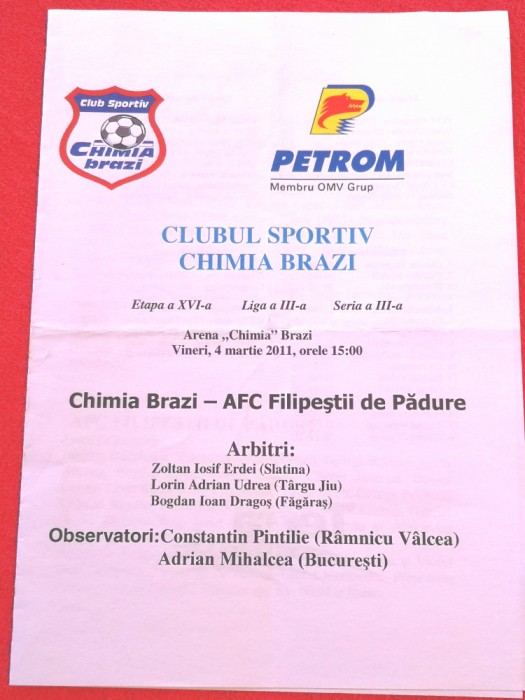 Club Sportiv
CHIMIA
brazi
PETROM
Membru OMV Grup
CLUBUL SPORTIV
CHIMIA BRAZI
Etapa a XVI-a Liga a III-a Seria a III-a
Arena „Chimia” Brazi
Vineri, 4 martie 2011, orele 15:00
Chimia Brazi – AFC Filipeştii de Pădure
Arbitri:
Zoltan Iosif Erdei (Slatina)
Lorin Adrian Udrea (Târgu Jiu)
Bogdan Ioan Dragoş (Făgăraş)
Observatori:Constantin Pintilie (Râmnicu Vâlcea)
Adrian Mihalcea (Bucureşti)